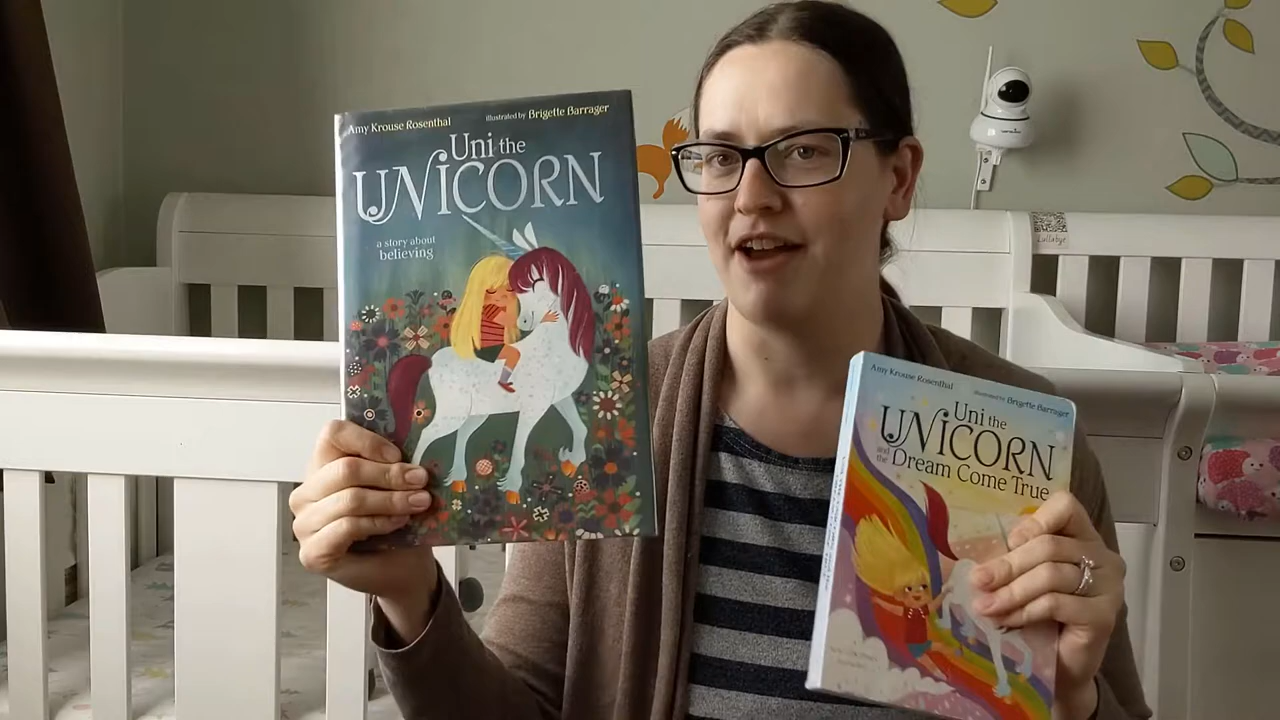 Amy Krouse Rosenthal
illustrated by Brigette Barrager
Uni the
UNICORN
a story about
believing
Amy Krouse Rosenthal
illustrated by Brigette Barrager
Uni the
UNICORN
and the Dream Come True
Lullabye